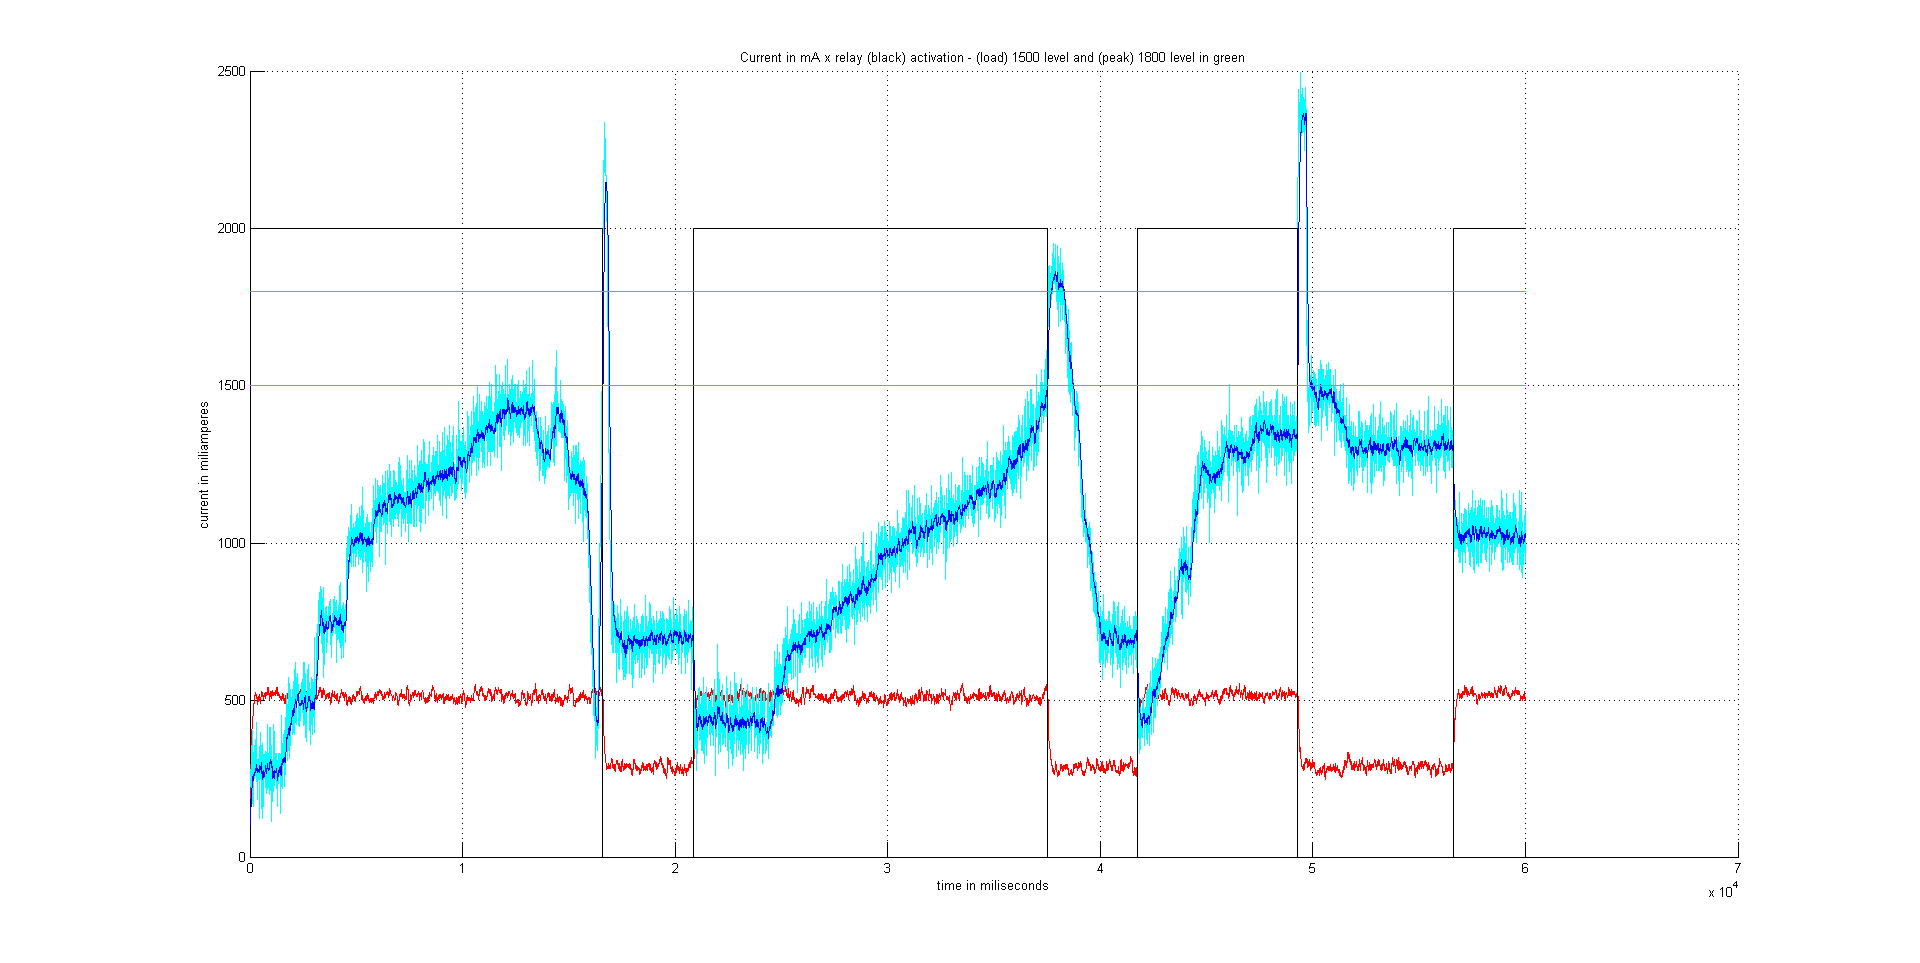 Current in mA x relay (black) activation - (load) 1500 level and (peak) 1800 level in green
2500
2000
1500
1000
500
0
current in miliamperes
0 1 2 3 4 5 6 7
time in miliseconds
x 10^4